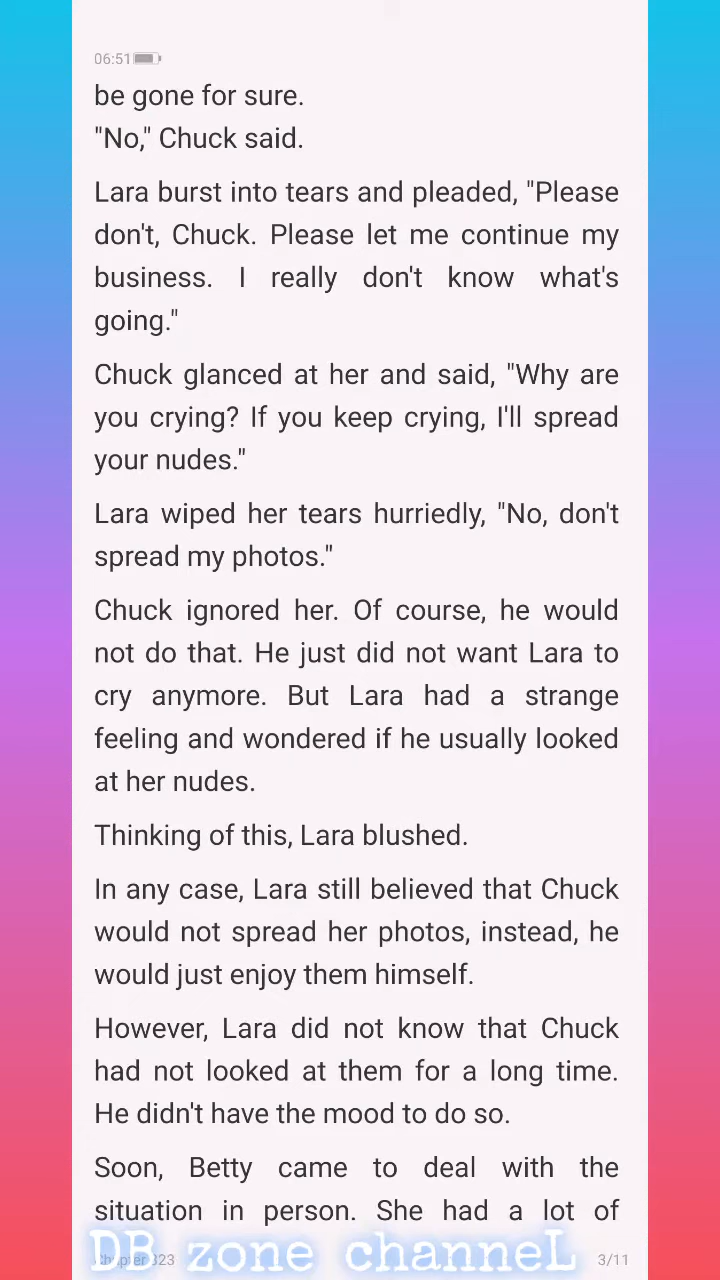 06:51
be gone for sure.
"No," Chuck said.
Lara burst into tears and pleaded, "Please
don't, Chuck. Please let me continue my
business. I really don't know what's
going."
Chuck glanced at her and said, "Why are
you crying? If you keep crying, I'll spread
your nudes."
Lara wiped her tears hurriedly, "No, don't
spread my photos."
Chuck ignored her. Of course, he would
not do that. He just did not want Lara to
cry anymore. But Lara had a strange
feeling and wondered if he usually looked
at her nudes.
Thinking of this, Lara blushed.
In any case, Lara still believed that Chuck
would not spread her photos, instead, he
would just enjoy them himself.
However, Lara did not know that Chuck
had not looked at them for a long time.
He didn't have the mood to do so.
Soon, Betty came to deal with the
situation in person. She had a lot of
DB zone channeL
Chapter 323
3/11